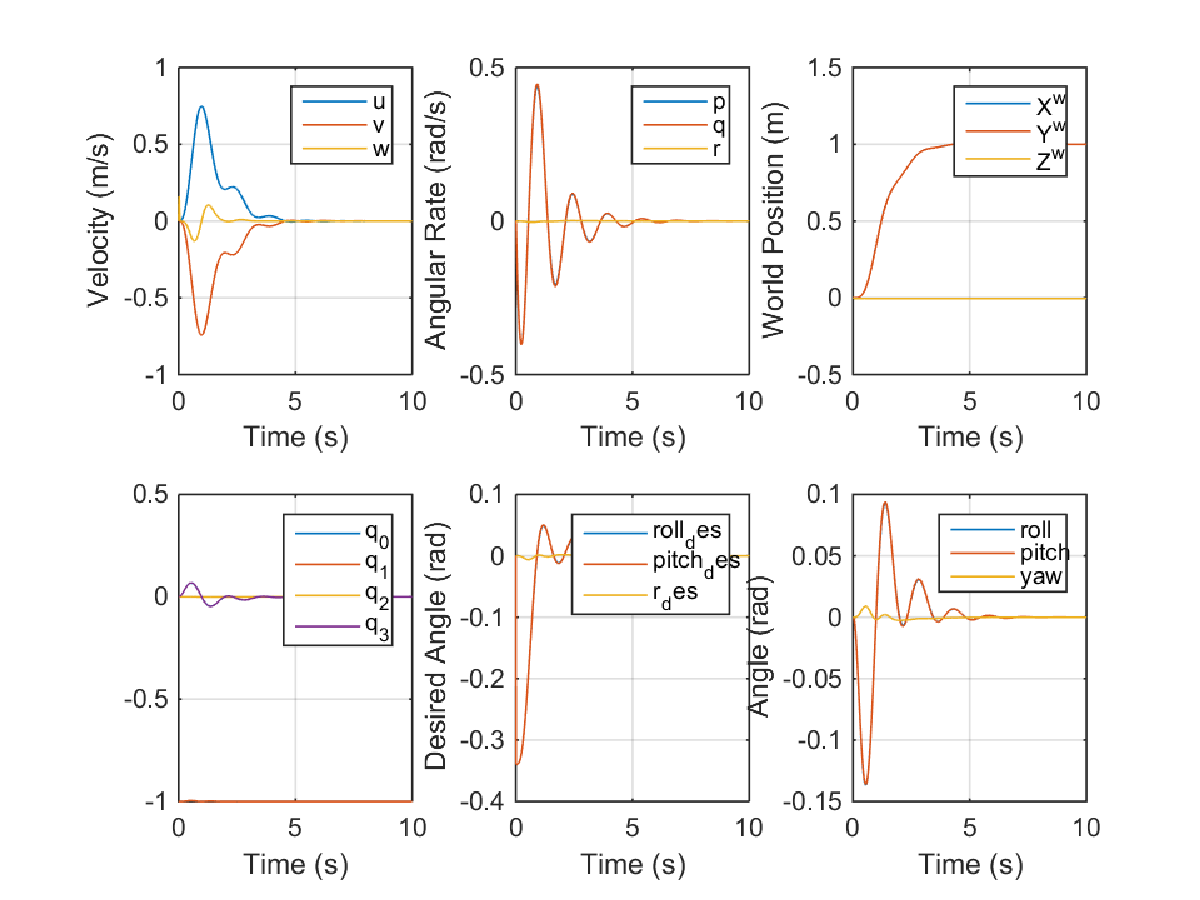 Velocity (m/s)
1
0.5
0
-0.5
-1
u
v
w
0 5 10
Time (s)
Angular Rate (rad/s)
0.5
0
-0.5
p
q
r
0 5 10
Time (s)
World Position (m)
1.5
1
0.5
0
-0.5
X^w
Y^w
Z^w
0 5 10
Time (s)
0.5
0
-0.5
-1
q_0
q_1
q_2
q_3
0 5 10
Time (s)
Desired Angle (rad)
0.1
0
-0.1
-0.2
-0.3
-0.4
roll_des
pitch_des
r_des
0 5 10
Time (s)
Angle (rad)
0.1
0.05
0
-0.05
-0.1
-0.15
roll
pitch
yaw
0 5 10
Time (s)